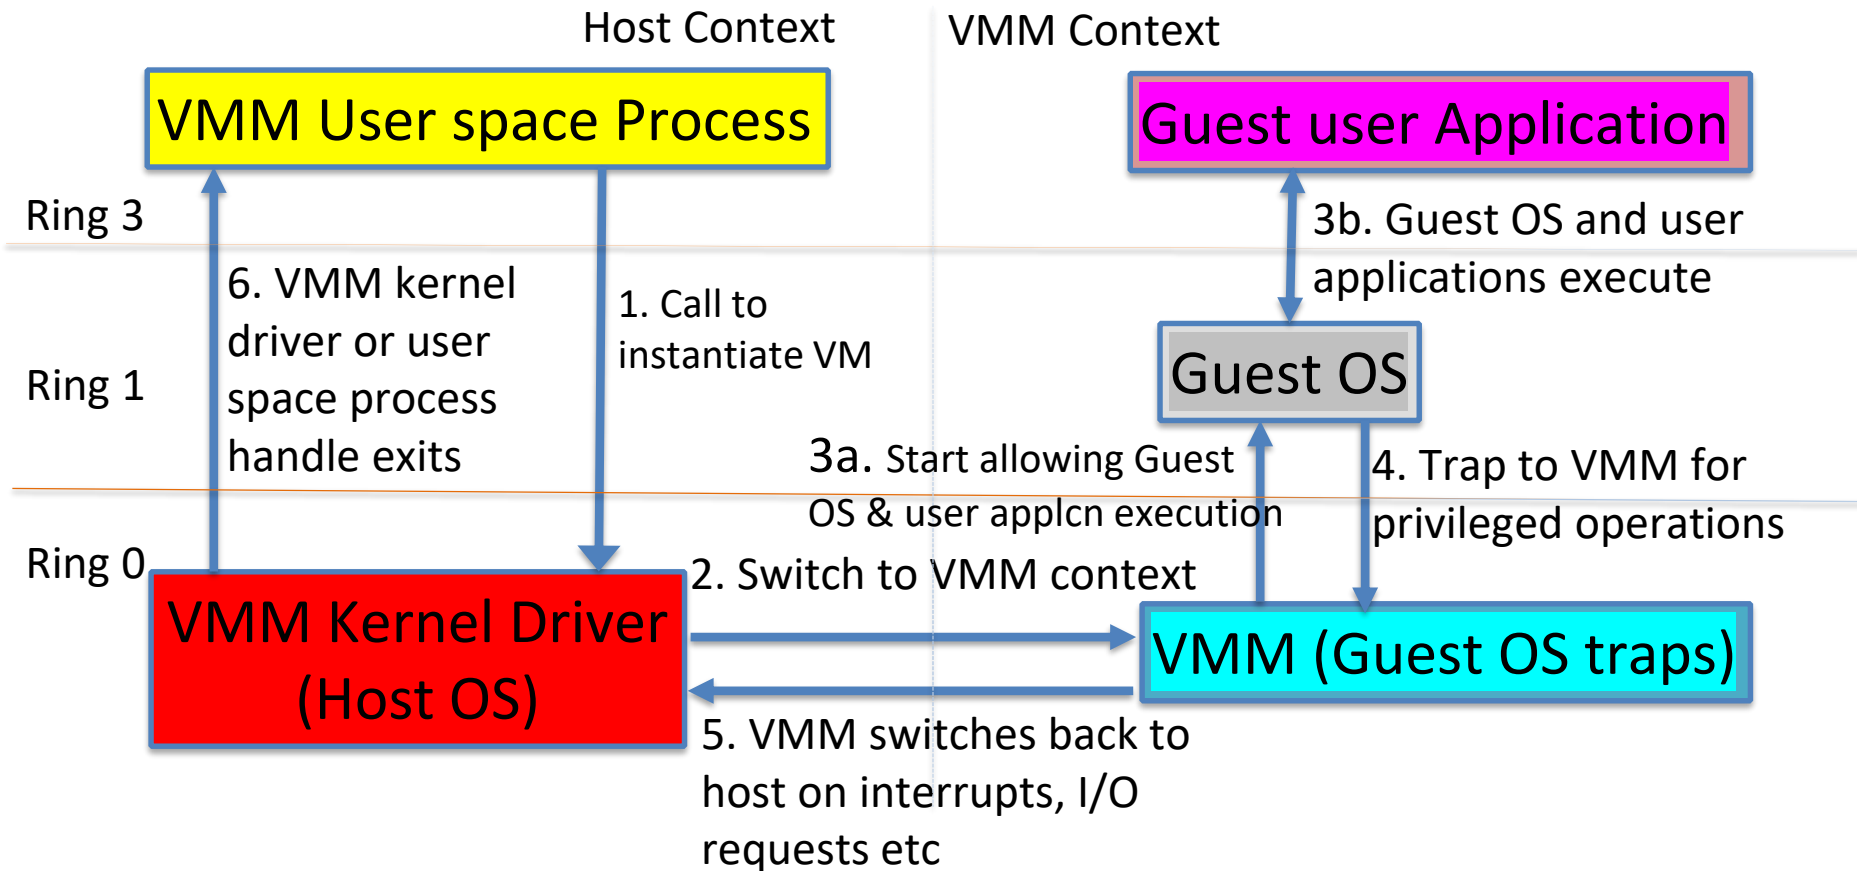 Host Context
VMM Context
VMM User space Process
Guest user Application
Ring 3
3b. Guest OS and user
applications execute
6. VMM kernel
driver or user
space process
handle exits
1. Call to
instantiate VM
Ring 1
Guest OS
3a. Start allowing Guest
OS & user applcn execution
4. Trap to VMM for
privileged operations
Ring 0
2. Switch to VMM context
VMM Kernel Driver
(Host OS)
VMM (Guest OS traps)
5. VMM switches back to
host on interrupts, I/O
requests etc